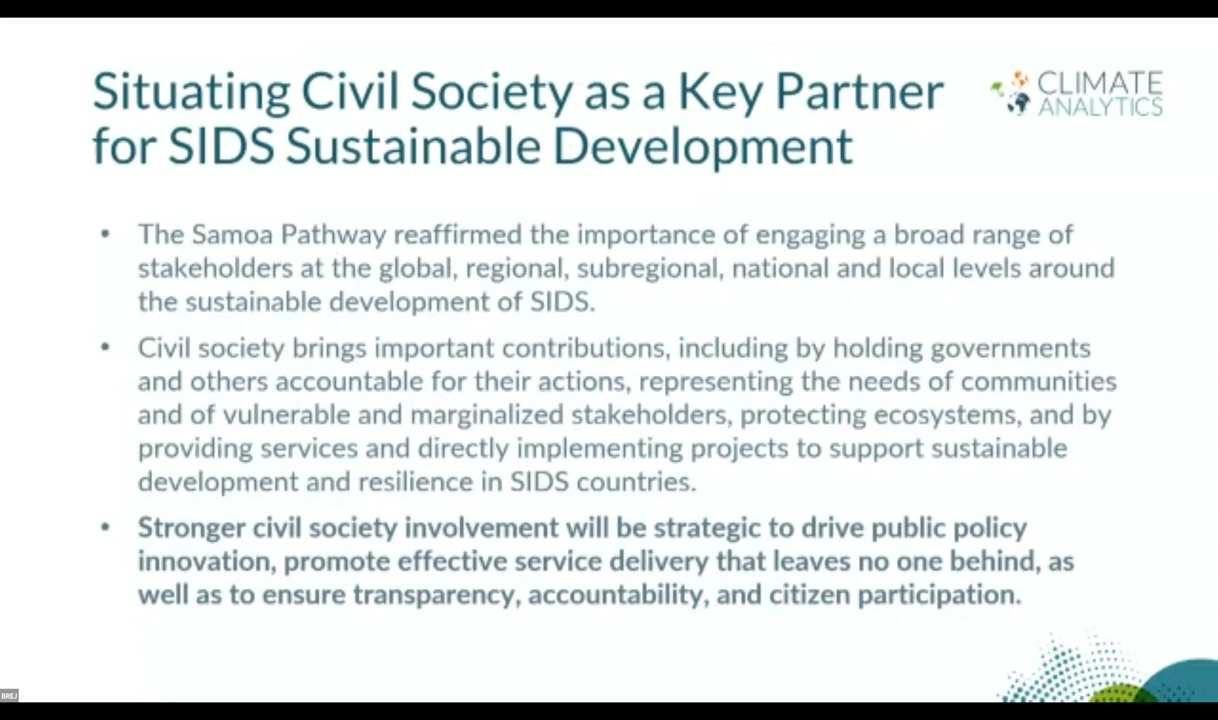 Situating Civil Society as a Key Partner
for SIDS Sustainable Development
CLIMATE
ANALYTICS
• The Samoa Pathway reaffirmed the importance of engaging a broad range of
stakeholders at the global, regional, subregional, national and local levels around
the sustainable development of SIDS.
• Civil society brings important contributions, including by holding governments
and others accountable for their actions, representing the needs of communities
and of vulnerable and marginalized stakeholders, protecting ecosystems, and by
providing services and directly implementing projects to support sustainable
development and resilience in SIDS countries.
• Stronger civil society involvement will be strategic to drive public policy
innovation, promote effective service delivery that leaves no one behind, as
well as to ensure transparency, accountability, and citizen participation.